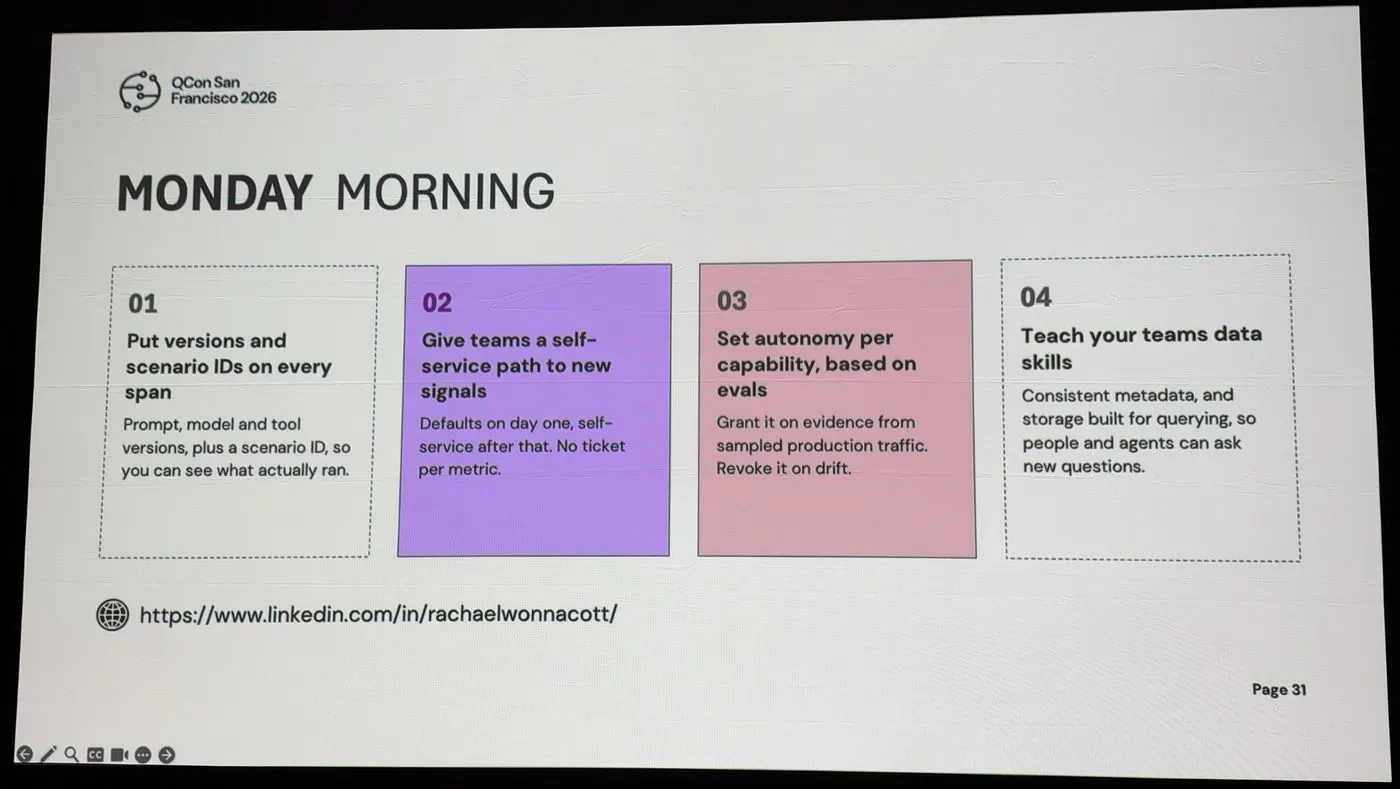 QCon San
Francisco 2026
MONDAY MORNING
01
Put versions and
scenario IDs on every
span
Prompt, model and tool
versions, plus a scenario ID, so
you can see what actually ran.
02
Give teams a self-
service path to new
signals
Defaults on day one, self-
service after that. No ticket
per metric.
03
Set autonomy per
capability, based on
evals
Grant it on evidence from
sampled production traffic.
Revoke it on drift.
04
Teach your teams data
skills
Consistent metadata, and
storage built for querying, so
people and agents can ask
new questions.
https://www.linkedin.com/in/rachaelwonnacott/
Page 31
CC